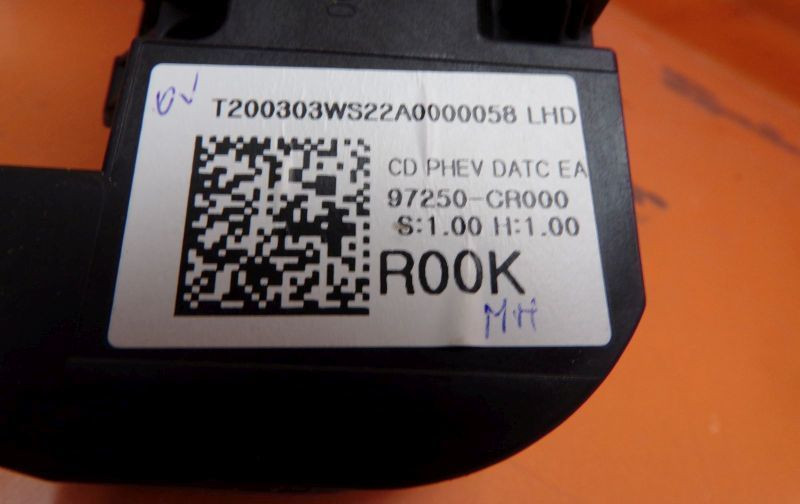 T200303WS22A0000058 LHD
CD PHEV DATC EA
97250-CR000
S:1.00 H:1.00
R00K
MH